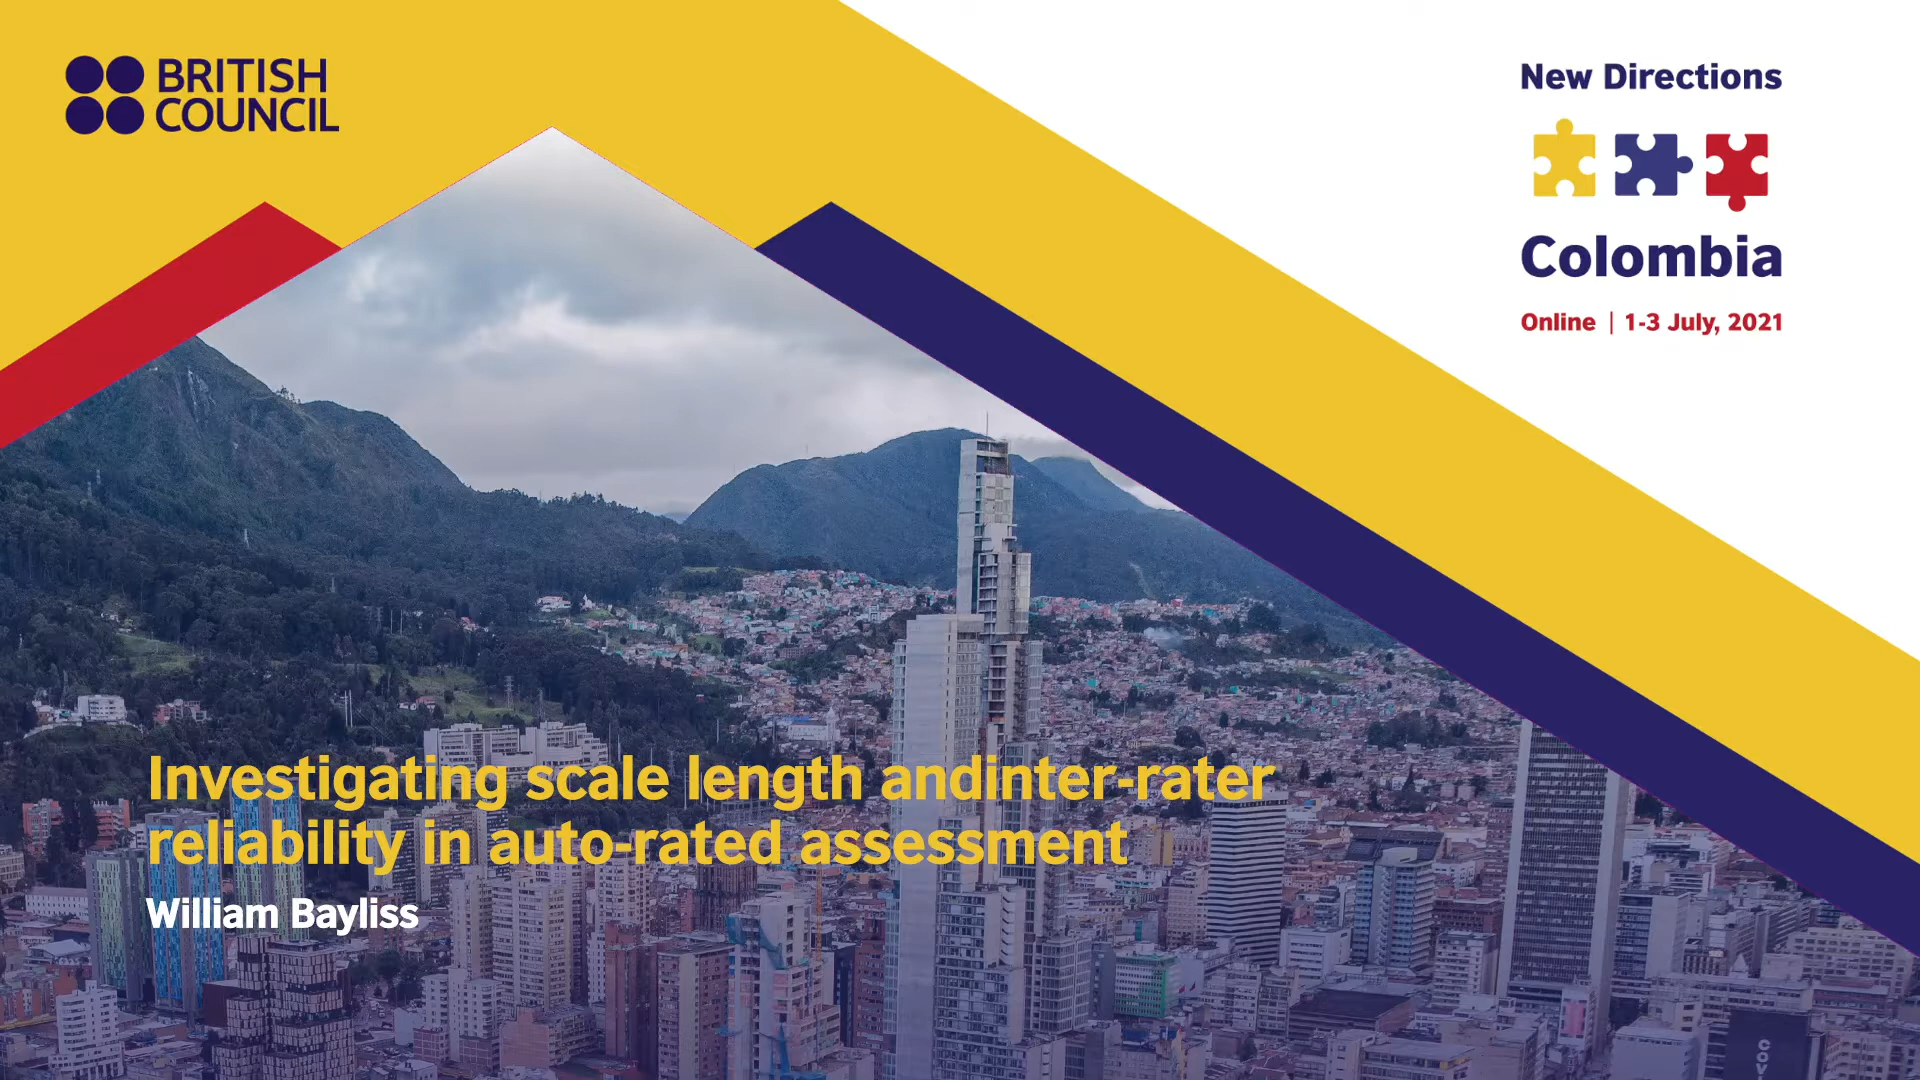 BRITISH
COUNCIL
New Directions
Colombia
Online | 1-3 July, 2021
Investigating scale length andinter-rater
reliability in auto-rated assessment
William Bayliss